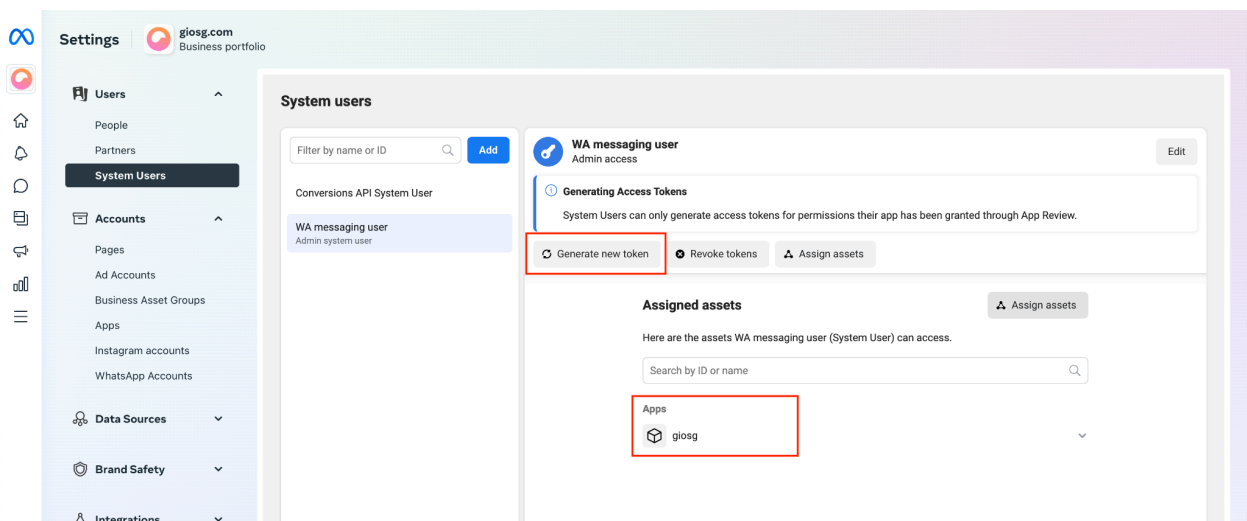 Settings
giosg.com
Business portfolio
Users
People
Partners
System Users
Accounts
Pages
Ad Accounts
Business Asset Groups
Apps
Instagram accounts
WhatsApp Accounts
Data Sources
Brand Safety
Integrations
System users
Filter by name or ID
Add
Conversions API System User
WA messaging user
Admin system user
WA messaging user
Admin access
Edit
Generating Access Tokens
System Users can only generate access tokens for permissions their app has been granted through App Review.
Generate new token
Revoke tokens
Assign assets
Assigned assets
Assign assets
Here are the assets WA messaging user (System User) can access.
Search by ID or name
Apps
giosg